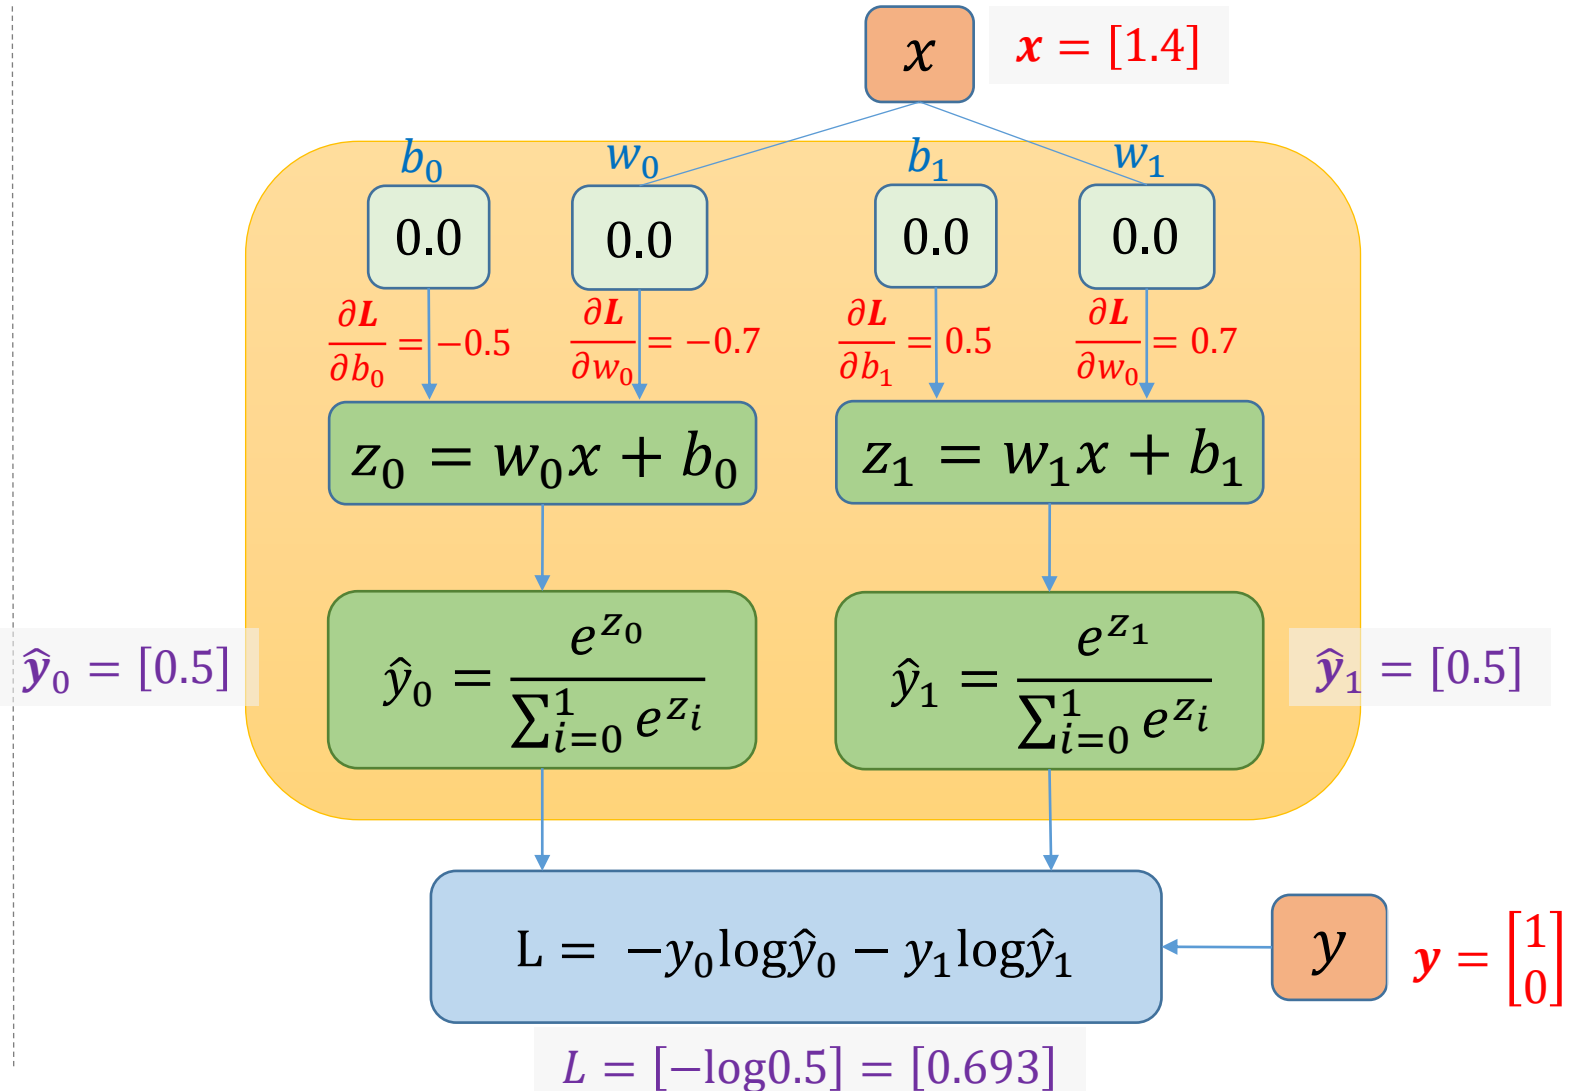 x
x = [1.4]
b₀ w₀ b₁ w₁
0.0 0.0 0.0 0.0
∂L/∂b₀ = −0.5 ∂L/∂w₀ = −0.7 ∂L/∂b₁ = 0.5 ∂L/∂w₀ = 0.7
z₀ = w₀x + b₀ z₁ = w₁x + b₁
ŷ₀ = [0.5]
ŷ₀ = e^{z₀} / ∑_{i=0}^{1} e^{z_i}
ŷ₁ = e^{z₁} / ∑_{i=0}^{1} e^{z_i}
ŷ₁ = [0.5]
L = −y₀logŷ₀ − y₁logŷ₁
y
y = [1 0]
L = [−log0.5] = [0.693]